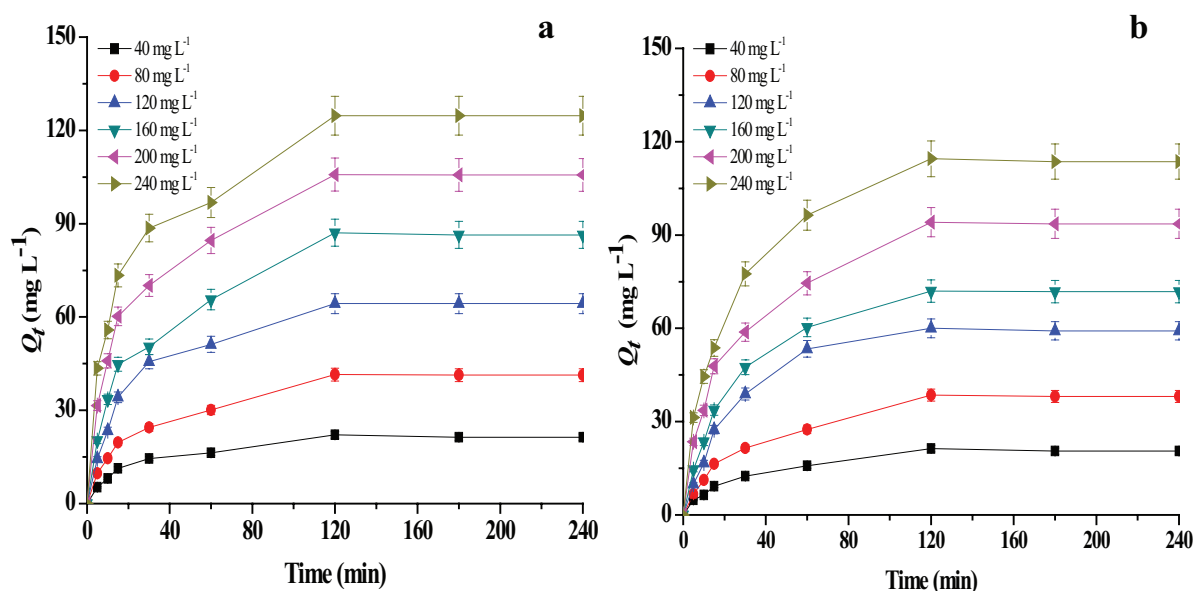 a
150
120
90
60
30
0
Qt (mg L-1)
40 mg L-1
80 mg L-1
120 mg L-1
160 mg L-1
200 mg L-1
240 mg L-1
0 40 80 120 160 200 240
Time (min)
b
150
120
90
60
30
0
Qt (mg L-1)
40 mg L-1
80 mg L-1
120 mg L-1
160 mg L-1
200 mg L-1
240 mg L-1
0 40 80 120 160 200 240
Time (min)